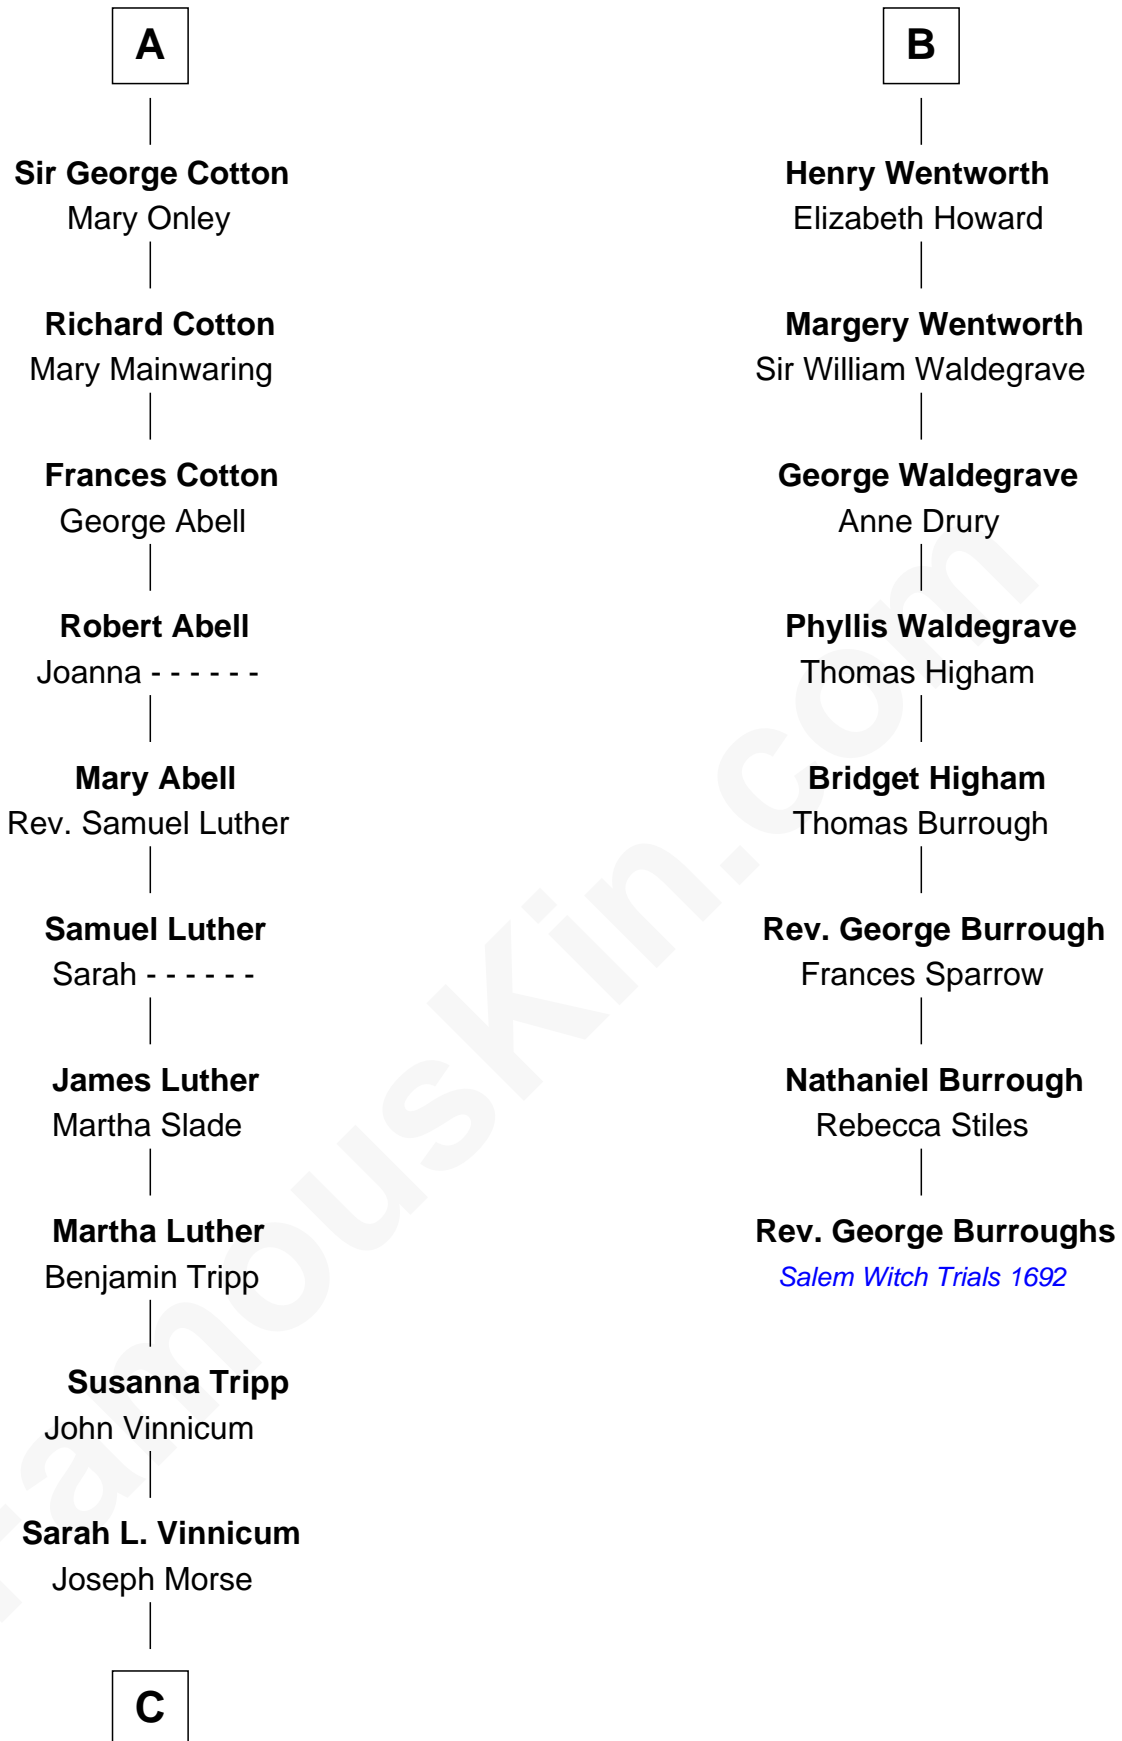 A
Sir George Cotton
Mary Onley
Richard Cotton
Mary Mainwaring
Frances Cotton
George Abell
Robert Abell
Joanna - - - - - -
Mary Abell
Rev. Samuel Luther
Samuel Luther
Sarah - - - - - -
James Luther
Martha Slade
Martha Luther
Benjamin Tripp
Susanna Tripp
John Vinnicum
Sarah L. Vinnicum
Joseph Morse
C
B
Henry Wentworth
Elizabeth Howard
Margery Wentworth
Sir William Waldegrave
George Waldegrave
Anne Drury
Phyllis Waldegrave
Thomas Higham
Bridget Higham
Thomas Burrough
Rev. George Burrough
Frances Sparrow
Nathaniel Burrough
Rebecca Stiles
Rev. George Burroughs
Salem Witch Trials 1692
FamousKin.com